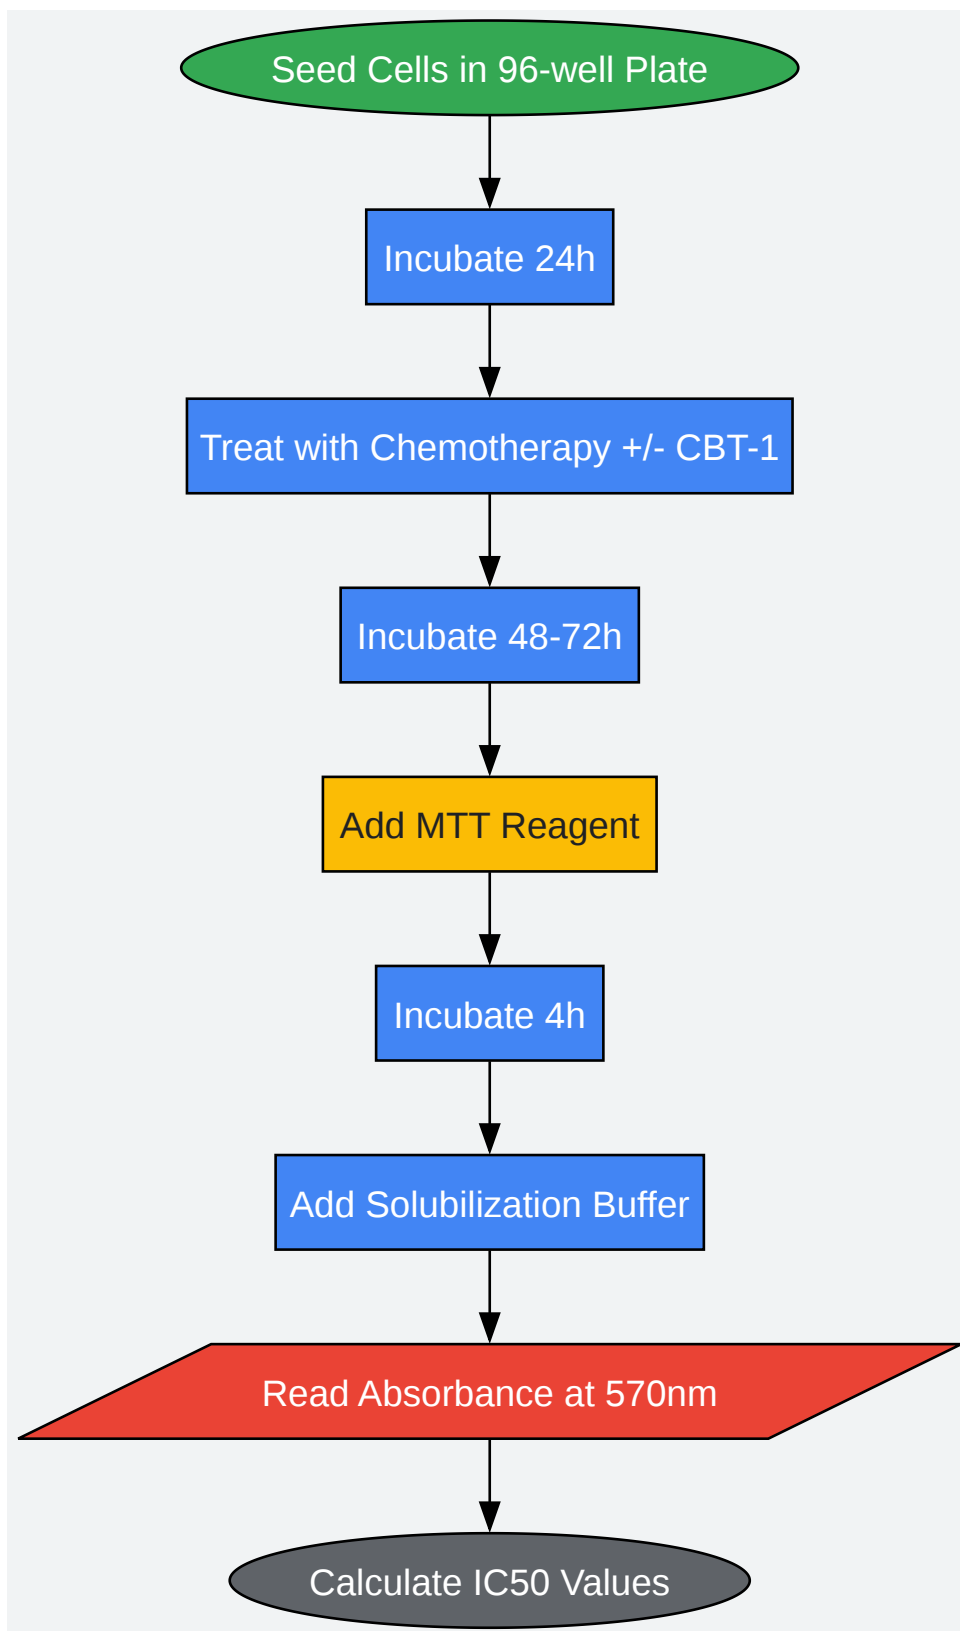 Seed Cells in 96-well Plate
Incubate 24h
Treat with Chemotherapy +/- CBT-1
Incubate 48-72h
Add MTT Reagent
Incubate 4h
Add Solubilization Buffer
Read Absorbance at 570nm
Calculate IC50 Values